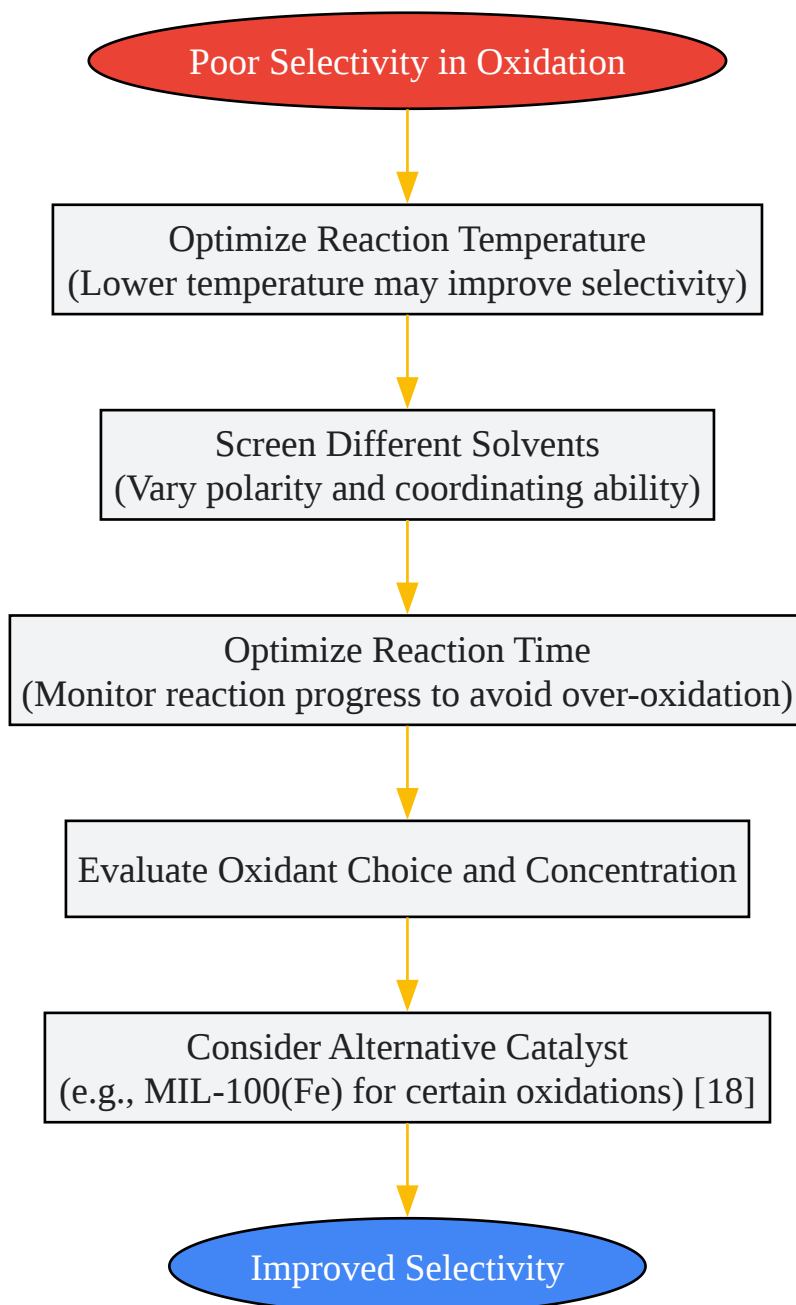 Poor Selectivity in Oxidation
Optimize Reaction Temperature
(Lower temperature may improve selectivity)
Screen Different Solvents
(Vary polarity and coordinating ability)
Optimize Reaction Time
(Monitor reaction progress to avoid over-oxidation)
Evaluate Oxidant Choice and Concentration
Consider Alternative Catalyst
(e.g., MIL-100(Fe) for certain oxidations) [18]
Improved Selectivity